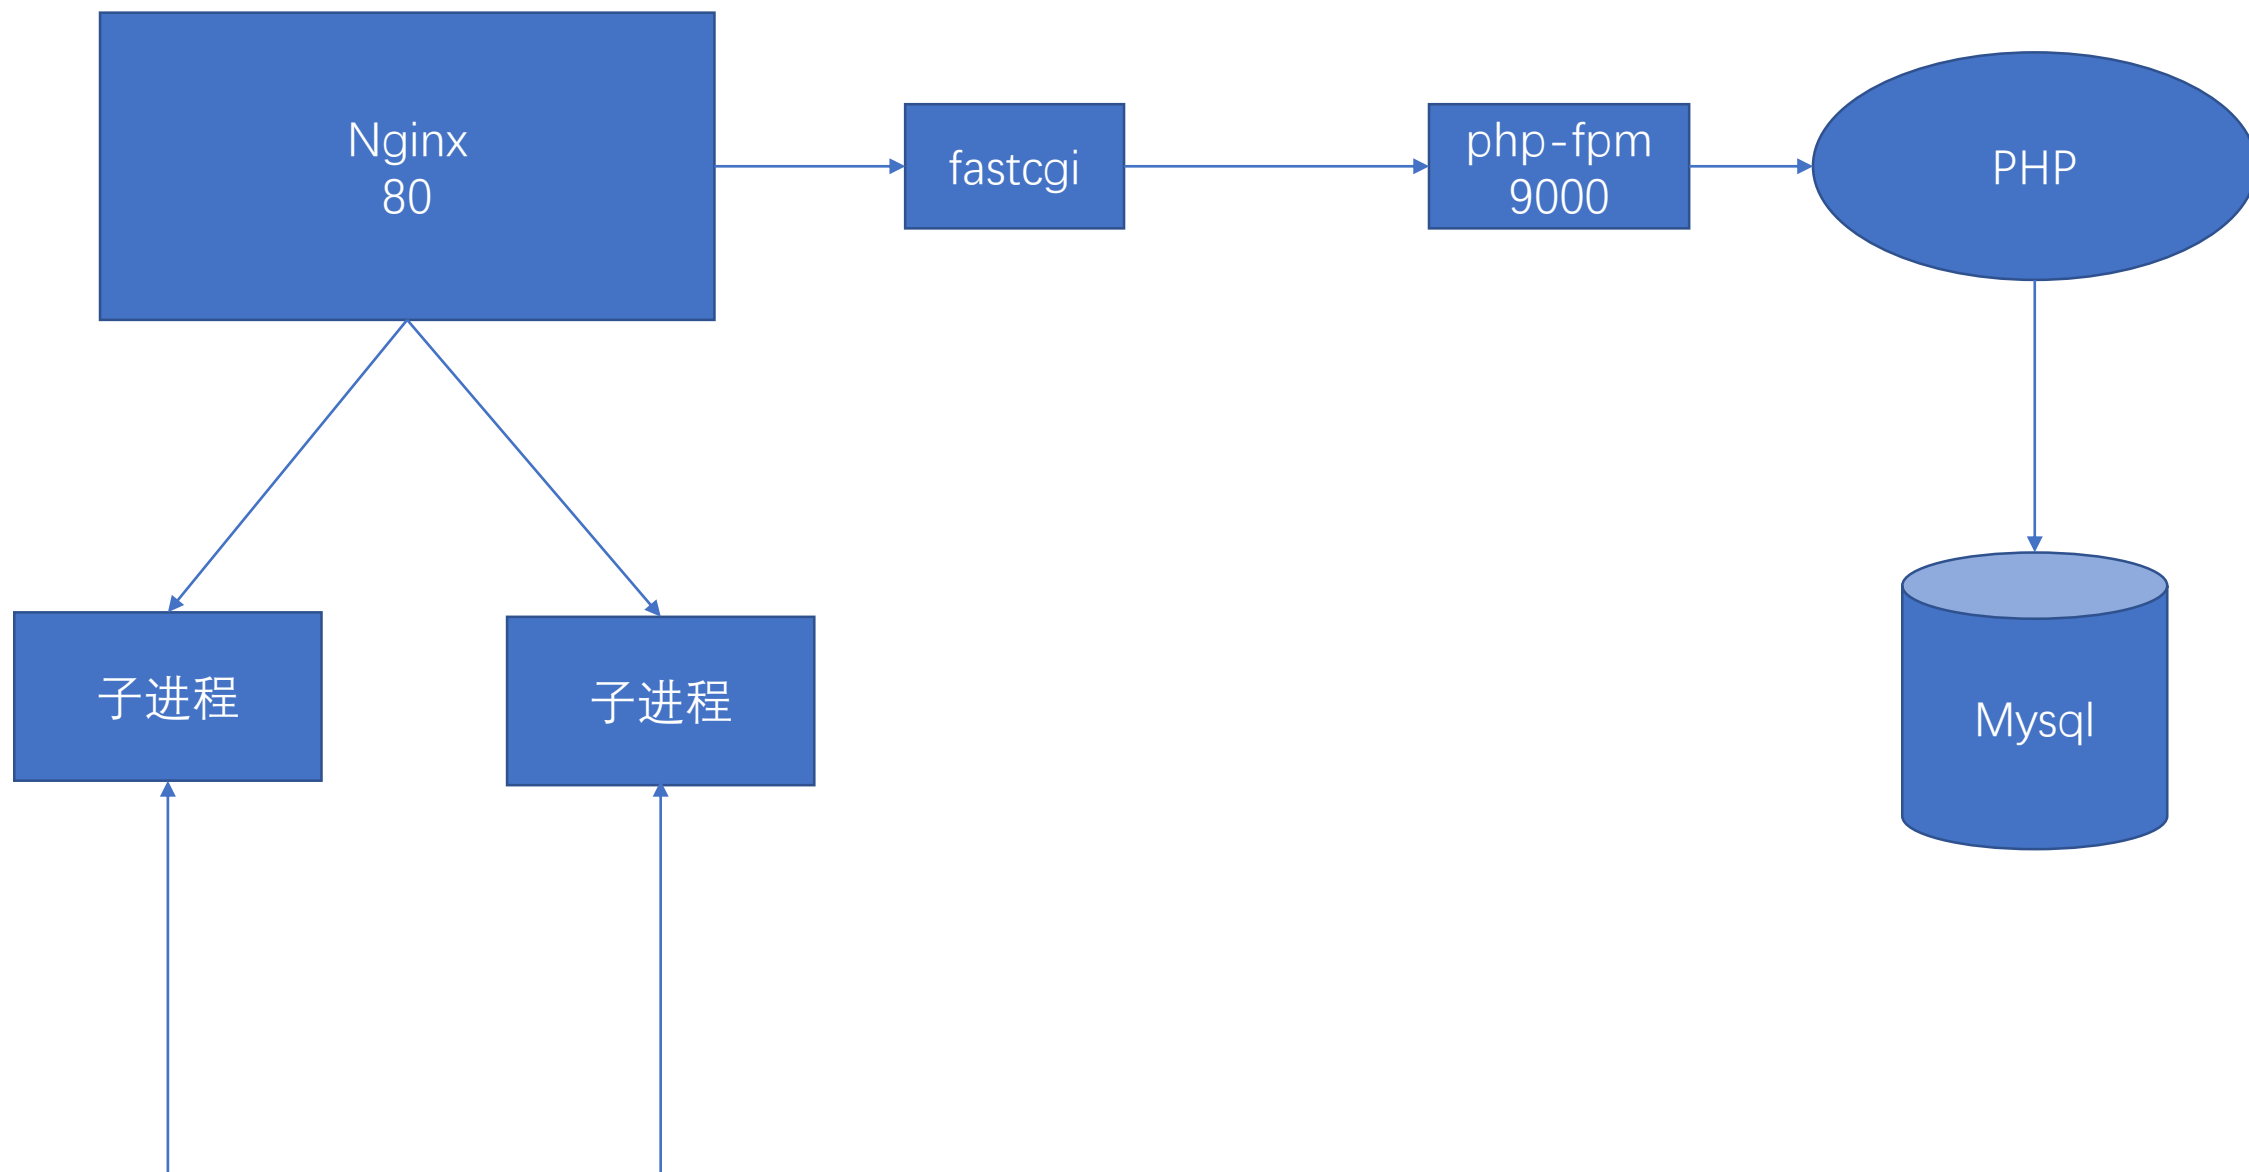 Nginx
80
fastcgi
php-fpm
9000
PHP
子进程
子进程
Mysql